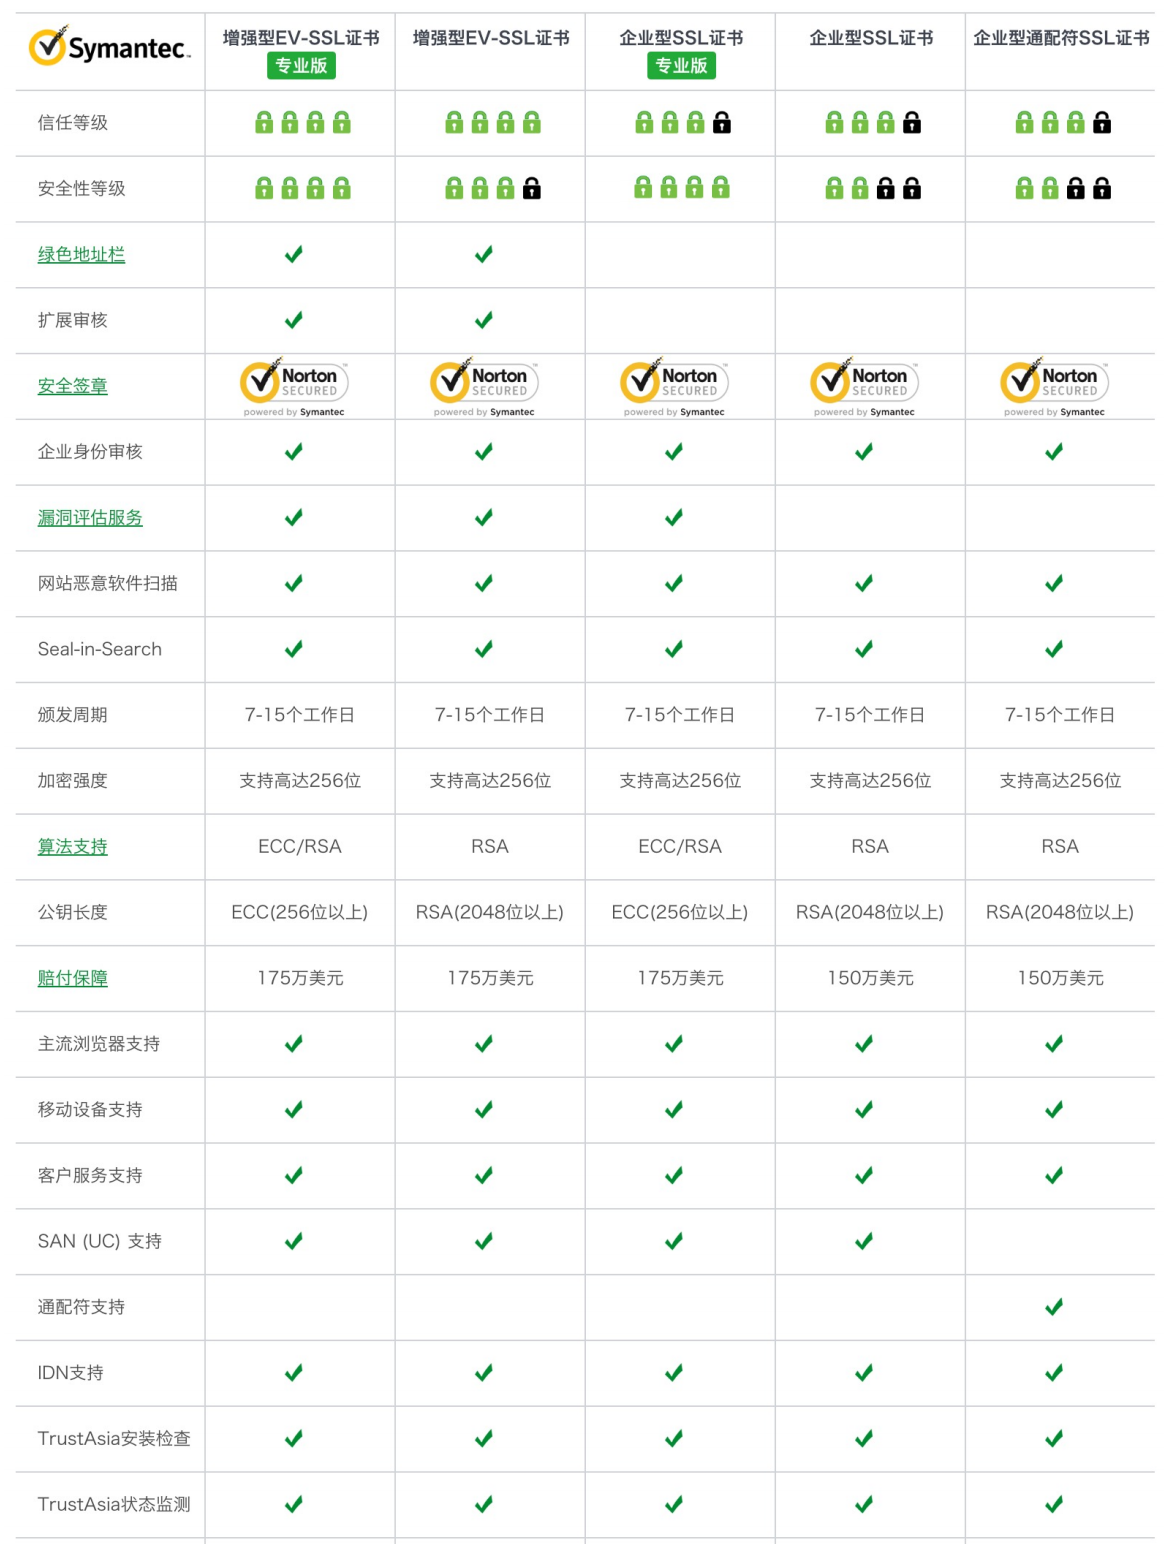 Symantec.
增强型EV-SSL证书
专业版
增强型EV-SSL证书
企业型SSL证书
专业版
企业型SSL证书
企业型通配符SSL证书
信任等级
安全性等级
绿色地址栏
扩展审核
安全签章
Norton
SECURED
powered by Symantec
Norton
SECURED
powered by Symantec
Norton
SECURED
powered by Symantec
Norton
SECURED
powered by Symantec
Norton
SECURED
powered by Symantec
企业身份审核
漏洞评估服务
网站恶意软件扫描
Seal-in-Search
颁发周期 7-15个工作日 7-15个工作日 7-15个工作日 7-15个工作日 7-15个工作日
加密强度 支持高达256位 支持高达256位 支持高达256位 支持高达256位 支持高达256位
算法支持 ECC/RSA RSA ECC/RSA RSA RSA
公钥长度 ECC(256位以上) RSA(2048位以上) ECC(256位以上) RSA(2048位以上) RSA(2048位以上)
赔付保障 175万美元 175万美元 175万美元 150万美元 150万美元
主流浏览器支持
移动设备支持
客户服务支持
SAN (UC) 支持
通配符支持
IDN支持
TrustAsia安装检查
TrustAsia状态监测